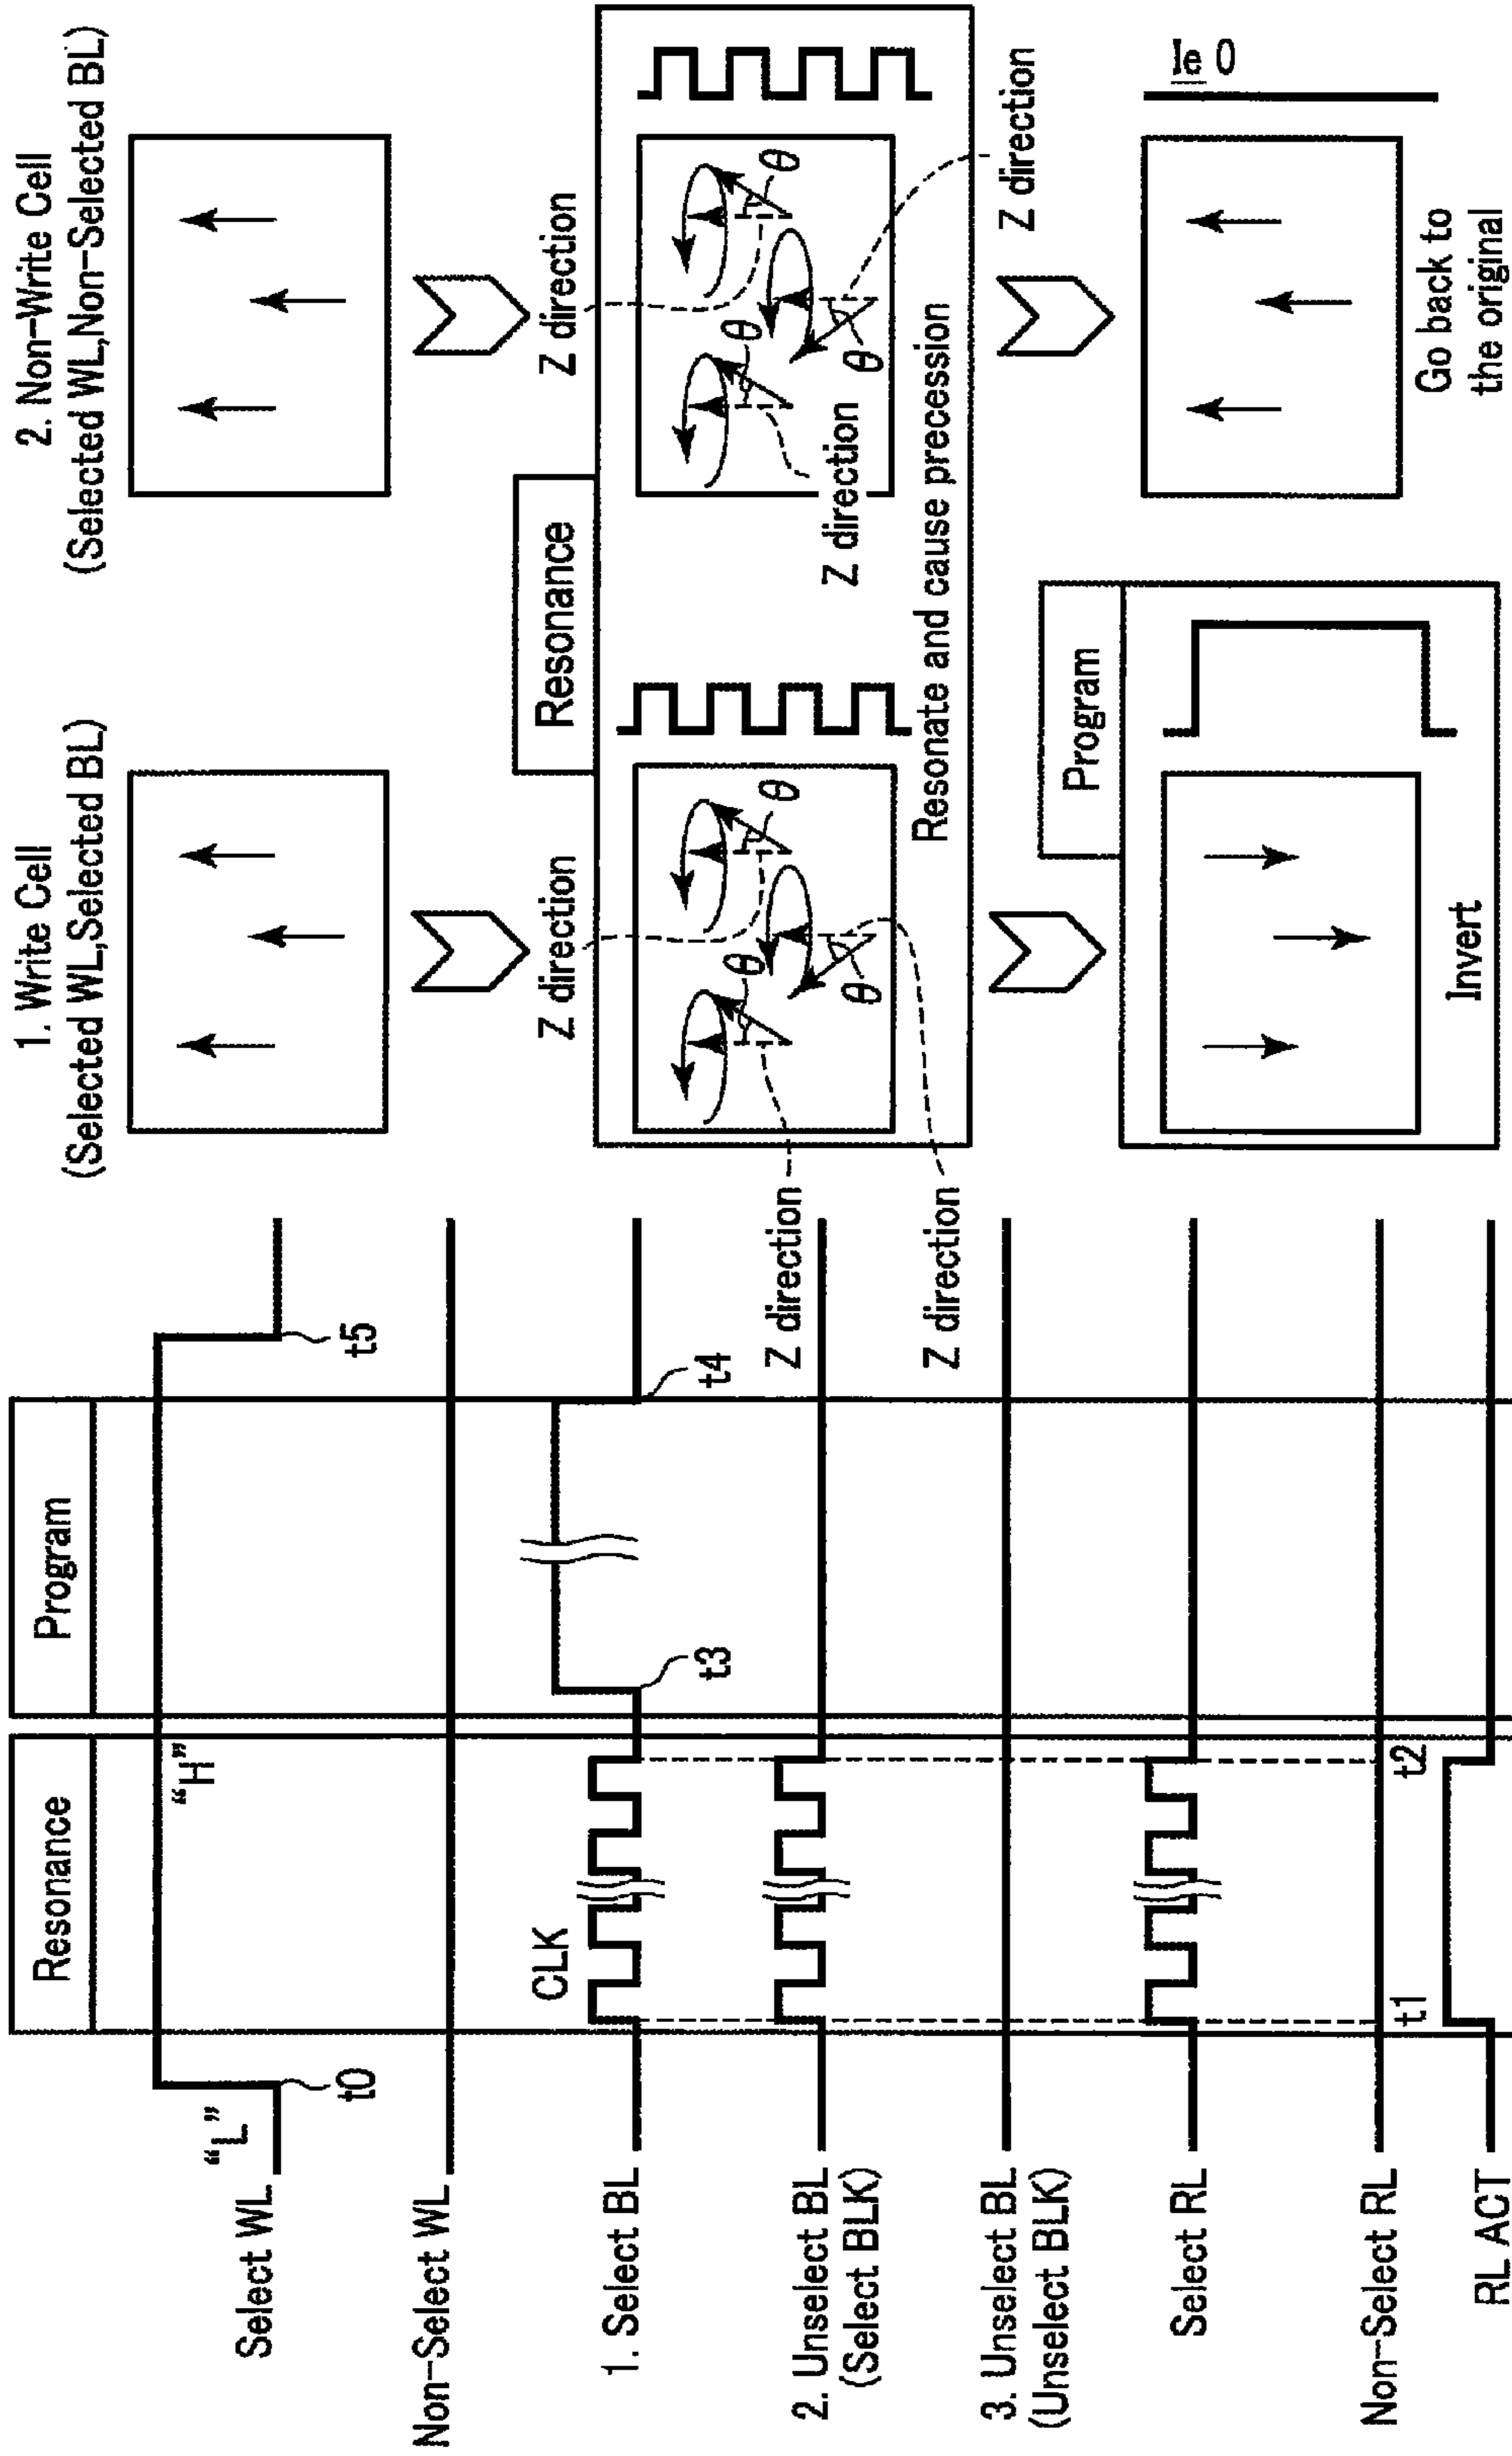 Resonance
Program
"L"
"H"
Select WL
t0
t5
Non-Select WL
CLK
1. Select BL
t3
t4
2. Unselect BL
(Select BLK)
3. Unselect BL
(Unselect BLK)
Select RL
Non-Select RL
t1
t2
RL ACT
1. Write Cell
(Selected WL,Selected BL)
2. Non-Write Cell
(Selected WL,Non-Selected BL)
Z direction
Z direction
Resonance
θ
θ
θ
θ
θ
θ
Z direction
Z direction
Z direction
Z direction
Resonate and cause precession
Program
Invert
Ie 0
Go back to
the original